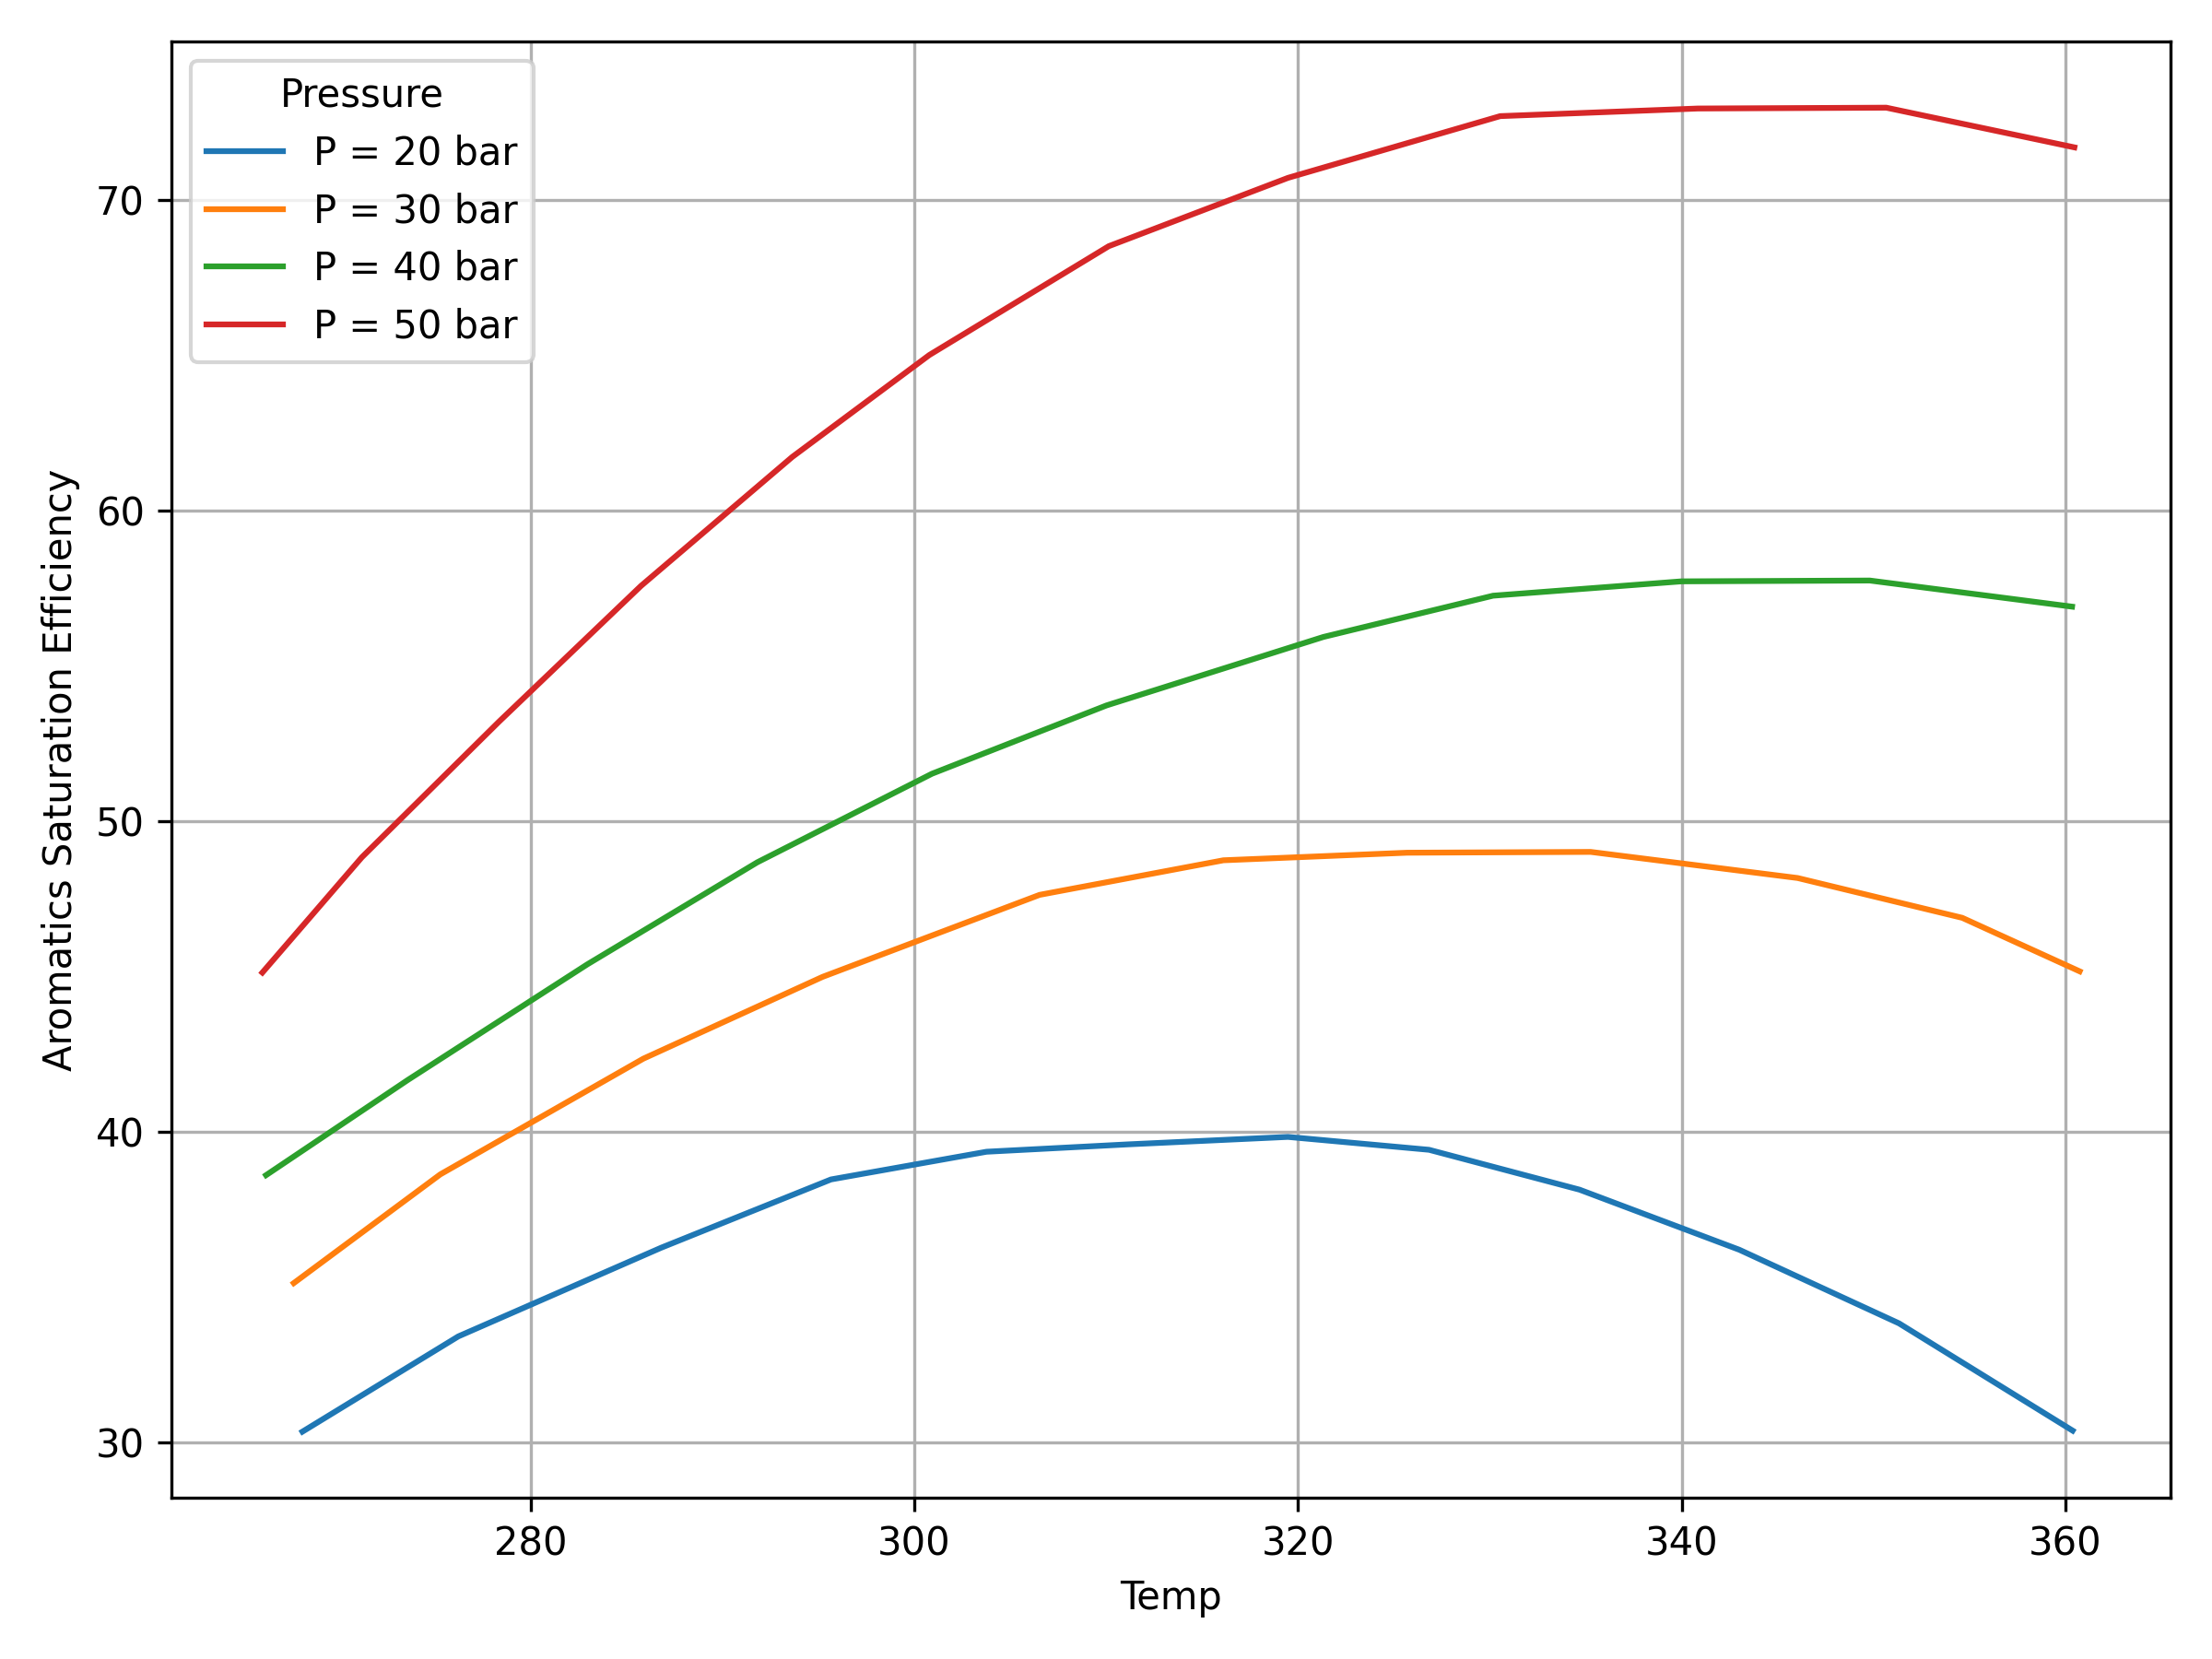 Pressure
P = 20 bar
P = 30 bar
P = 40 bar
P = 50 bar
70
60
50
40
30
Aromatics Saturation Efficiency
280 300 320 340 360
Temp